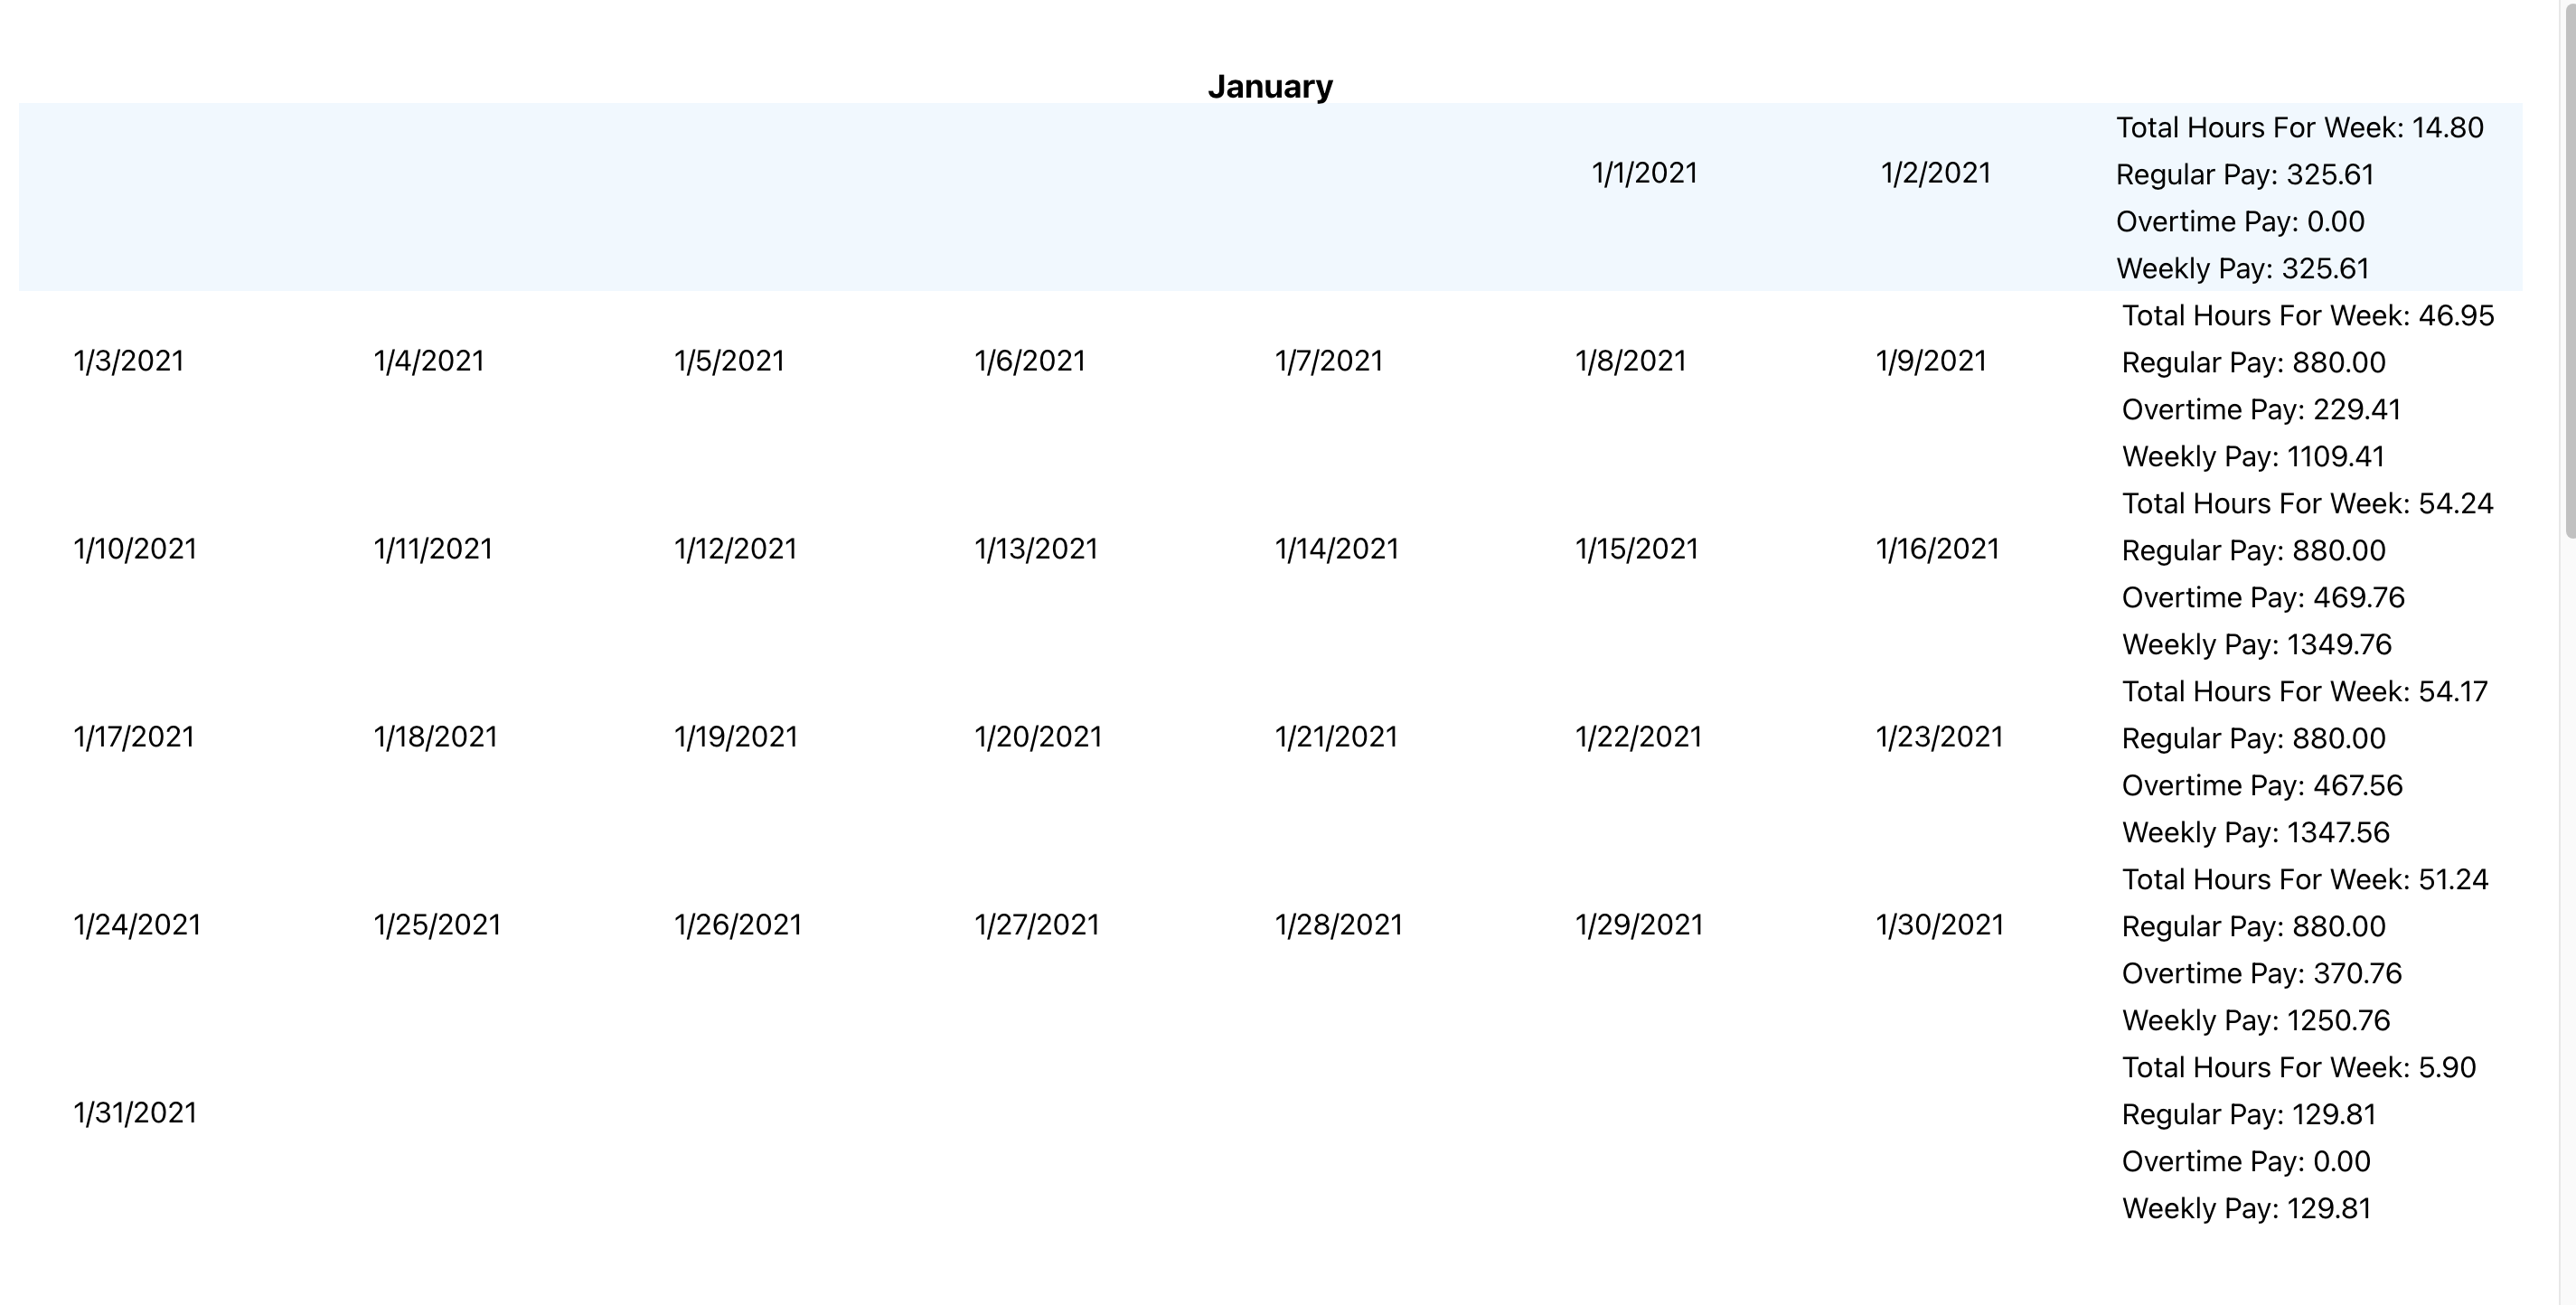 January
1/1/2021 1/2/2021 Total Hours For Week: 14.80
Regular Pay: 325.61
Overtime Pay: 0.00
Weekly Pay: 325.61
1/3/2021 1/4/2021 1/5/2021 1/6/2021 1/7/2021 1/8/2021 1/9/2021 Total Hours For Week: 46.95
Regular Pay: 880.00
Overtime Pay: 229.41
Weekly Pay: 1109.41
1/10/2021 1/11/2021 1/12/2021 1/13/2021 1/14/2021 1/15/2021 1/16/2021 Total Hours For Week: 54.24
Regular Pay: 880.00
Overtime Pay: 469.76
Weekly Pay: 1349.76
1/17/2021 1/18/2021 1/19/2021 1/20/2021 1/21/2021 1/22/2021 1/23/2021 Total Hours For Week: 54.17
Regular Pay: 880.00
Overtime Pay: 467.56
Weekly Pay: 1347.56
1/24/2021 1/25/2021 1/26/2021 1/27/2021 1/28/2021 1/29/2021 1/30/2021 Total Hours For Week: 51.24
Regular Pay: 880.00
Overtime Pay: 370.76
Weekly Pay: 1250.76
1/31/2021 Total Hours For Week: 5.90
Regular Pay: 129.81
Overtime Pay: 0.00
Weekly Pay: 129.81